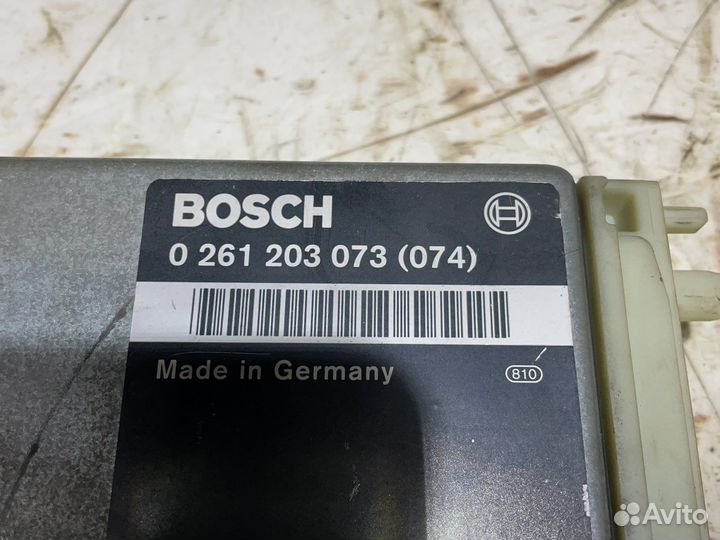 BOSCH
0 261 203 073 (074)
Made in Germany
810
Avito